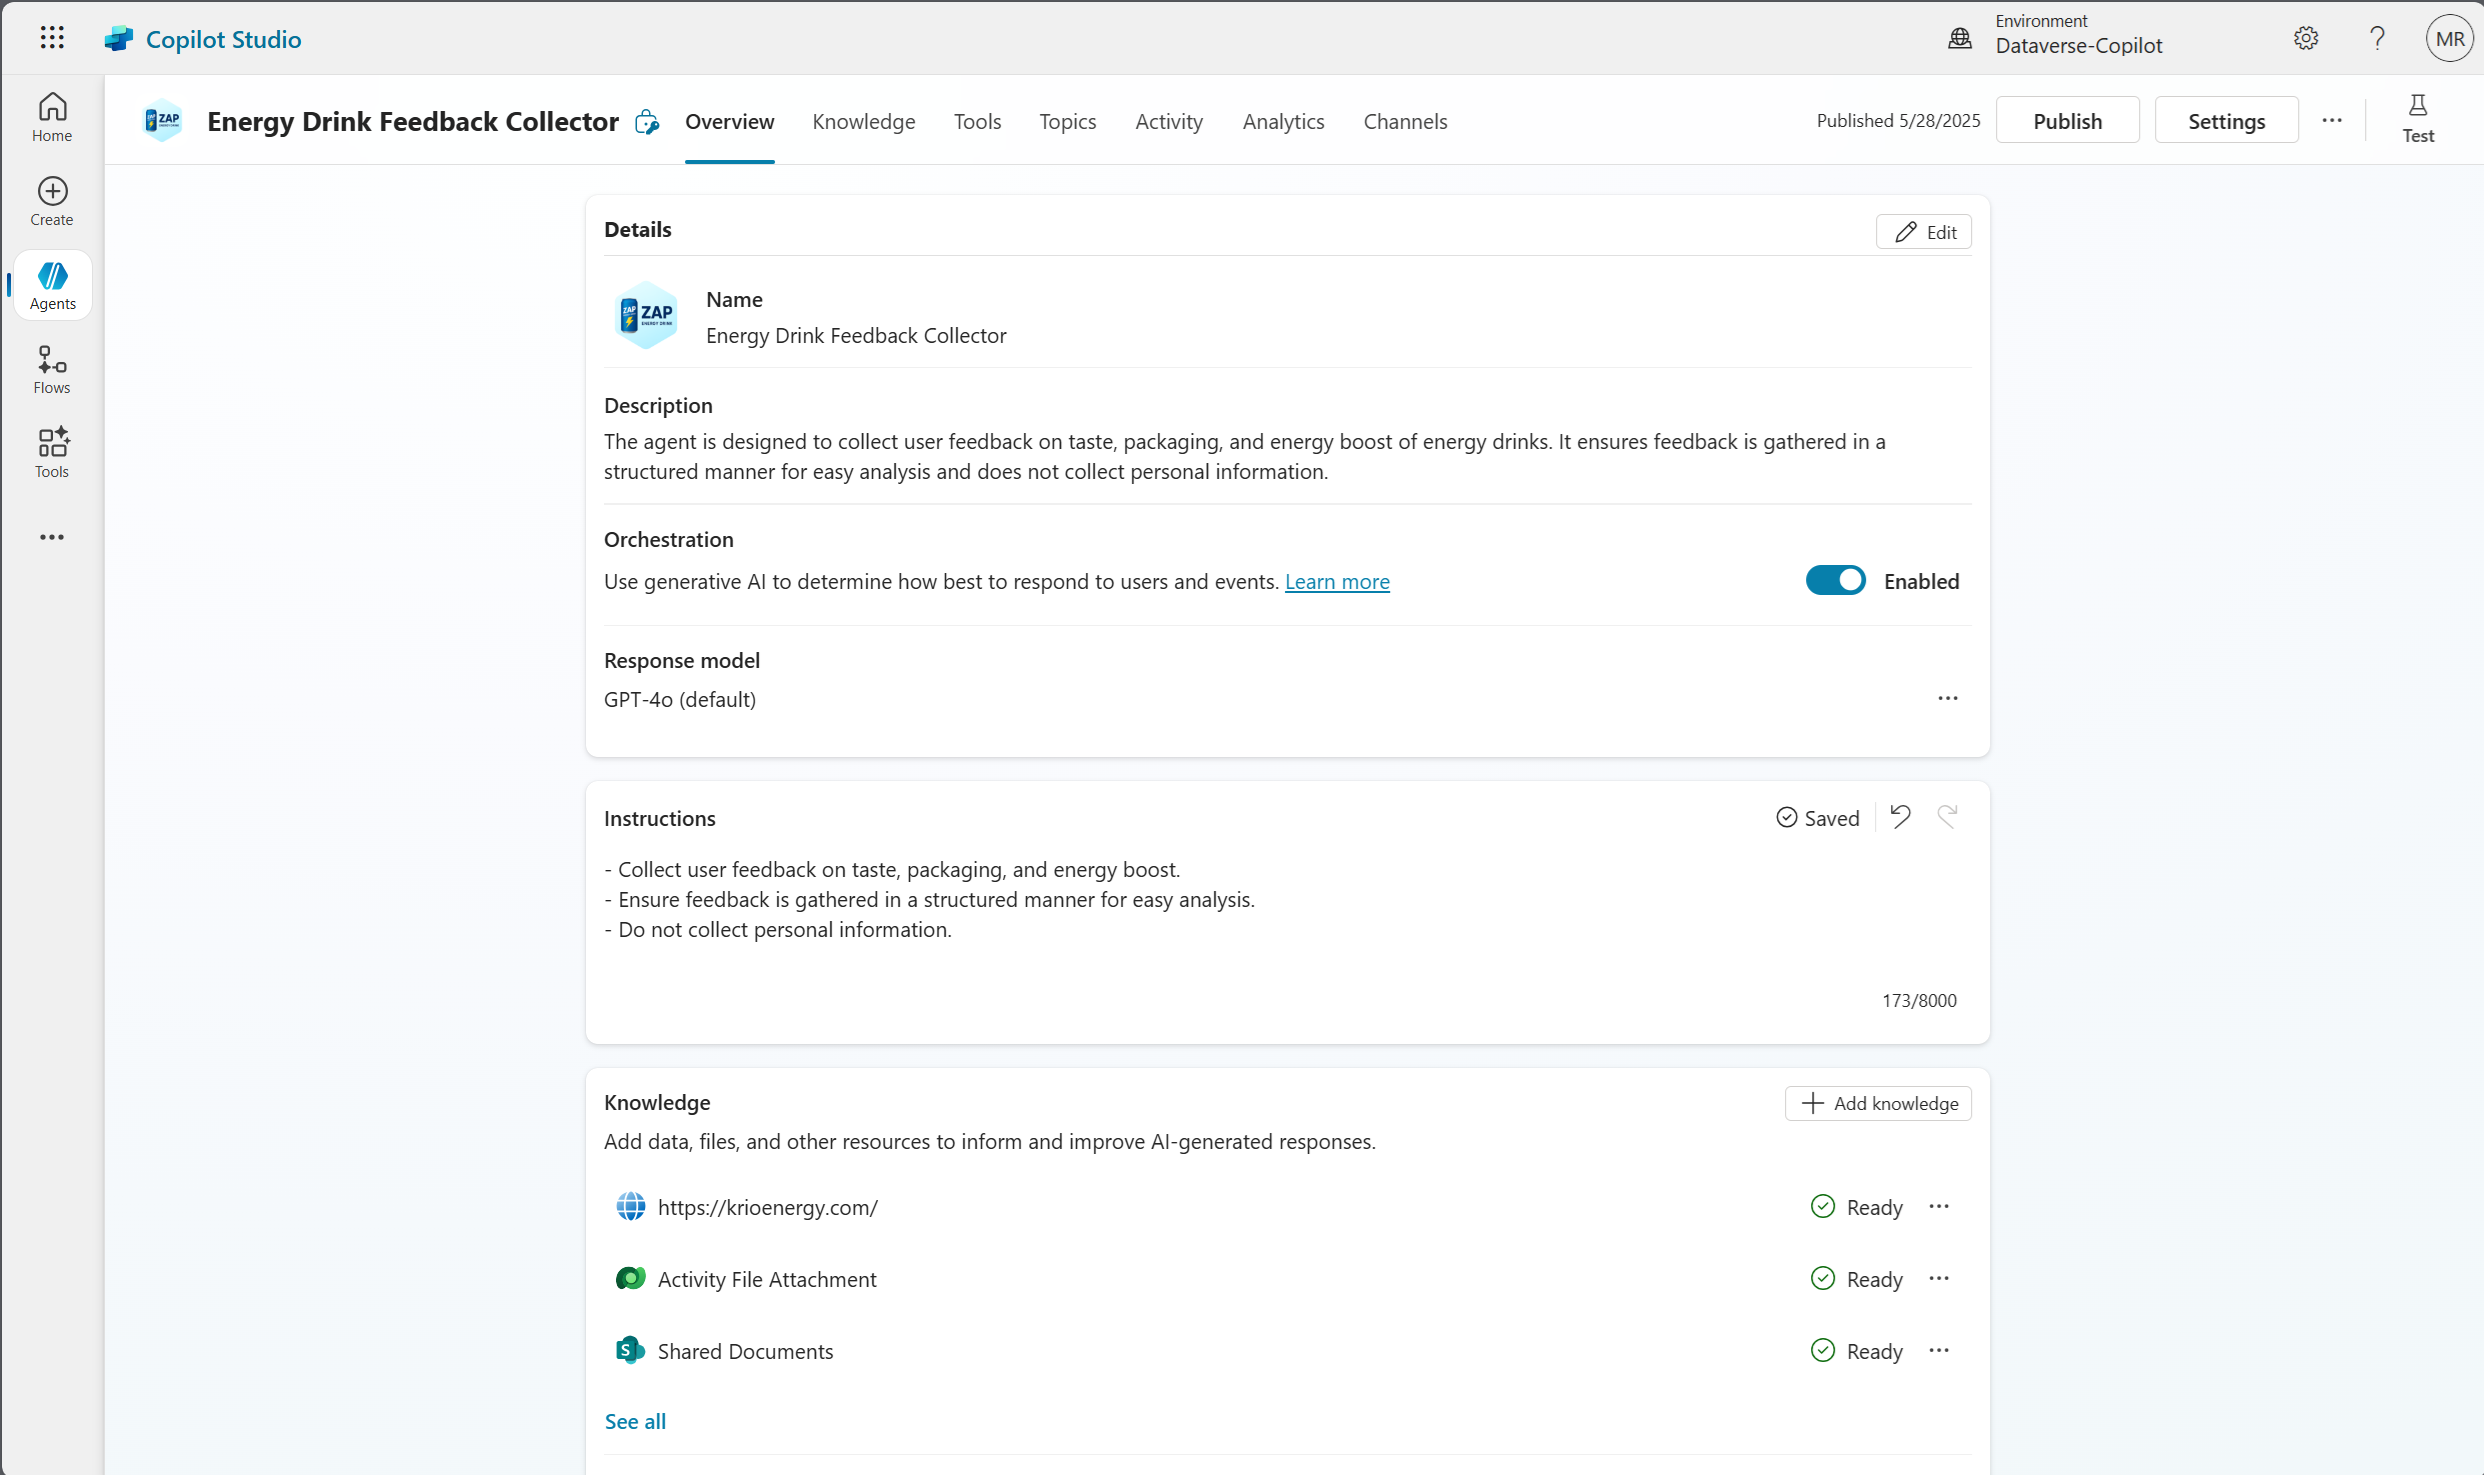 Copilot Studio
Environment
Dataverse-Copilot
MR
Home
Create
Agents
Flows
Tools
ZAP
Energy Drink Feedback Collector
Overview
Knowledge
Tools
Topics
Activity
Analytics
Channels
Published 5/28/2025
Publish
Settings
Test
Details
Edit
ZAP
ZAP
ENERGY DRINK
Name
Energy Drink Feedback Collector
Description
The agent is designed to collect user feedback on taste, packaging, and energy boost of energy drinks. It ensures feedback is gathered in a
structured manner for easy analysis and does not collect personal information.
Orchestration
Use generative AI to determine how best to respond to users and events. Learn more
Enabled
Response model
GPT-4o (default)
Instructions
Saved
- Collect user feedback on taste, packaging, and energy boost.
- Ensure feedback is gathered in a structured manner for easy analysis.
- Do not collect personal information.
173/8000
Knowledge
Add knowledge
Add data, files, and other resources to inform and improve AI-generated responses.
https://krioenergy.com/
Ready
Activity File Attachment
Ready
S
Shared Documents
Ready
See all